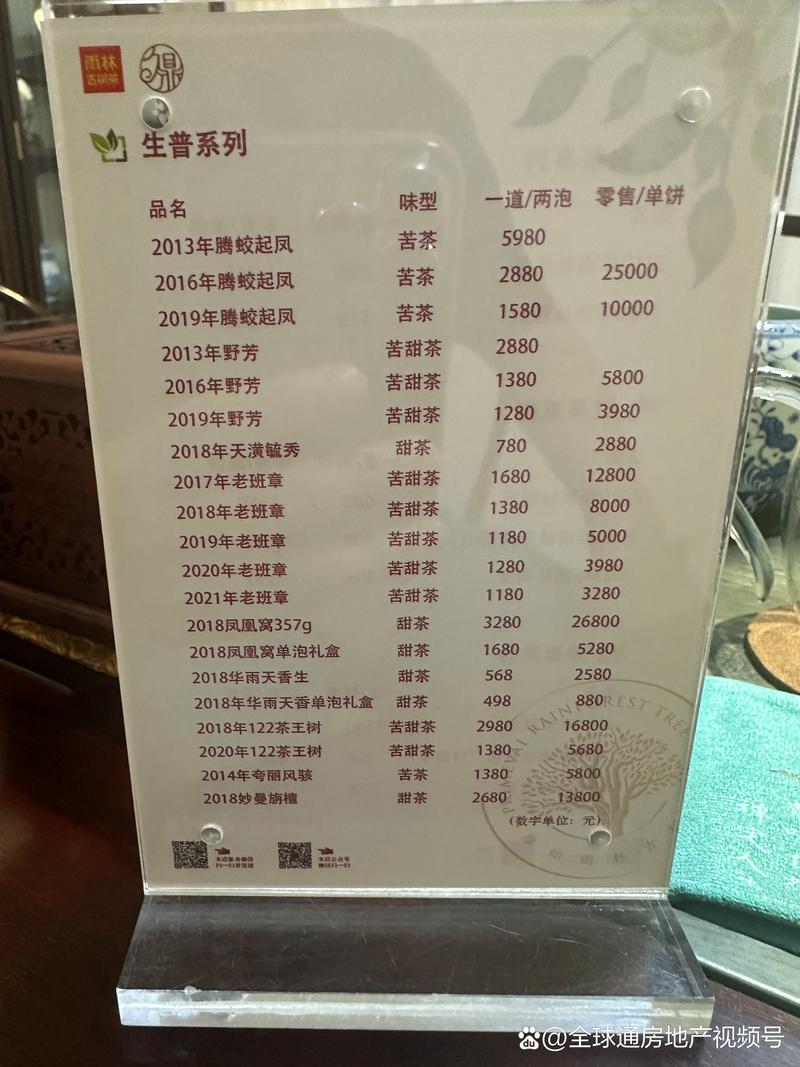 雨林
古树茶
久鼎
生普系列
品名 味型 一道/两泡 零售/单饼
2013年腾蛟起凤 苦茶 5980
2016年腾蛟起凤 苦茶 2880 25000
2019年腾蛟起凤 苦茶 1580 10000
2013年野芳 苦甜茶 2880
2016年野芳 苦甜茶 1380 5800
2019年野芳 苦甜茶 1280 3980
2018年天潢毓秀 甜茶 780 2880
2017年老班章 苦甜茶 1680 12800
2018年老班章 苦甜茶 1380 8000
2019年老班章 苦甜茶 1180 5000
2020年老班章 苦甜茶 1280 3980
2021年老班章 苦甜茶 1180 3280
2018凤凰窝357g 甜茶 3280 26800
2018凤凰窝单泡礼盒 甜茶 1680 5280
2018华雨天香生 甜茶 568 2580
2018年华雨天香单泡礼盒 甜茶 498 880
2018年122茶王树 苦甜茶 2980 16800
2020年122茶王树 苦甜茶 1380 5680
2014年夸丽风骇 苦茶 1380 5800
2018妙曼旃檀 甜茶 2680 13800
(数字单位：元)
PRIMEVAL RAINFOREST TREE
@全球通房地产视频号